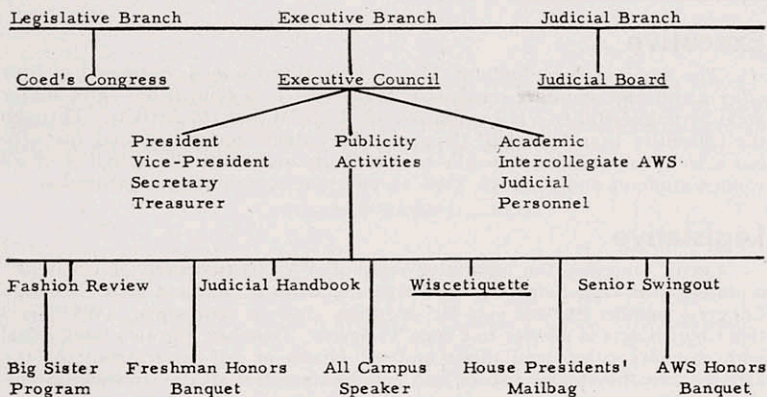 Legislative Branch Executive Branch Judicial Branch
Coed's Congress Executive Council Judicial Board
President Publicity Academic
Vice-President Activities Intercollegiate AWS
Secretary Judicial
Treasurer Personnel
Fashion Review Judicial Handbook Wiscetiquette Senior Swingout
Big Sister Freshman Honors All Campus House Presidents' AWS Honors
Program Banquet Speaker Mailbag Banquet